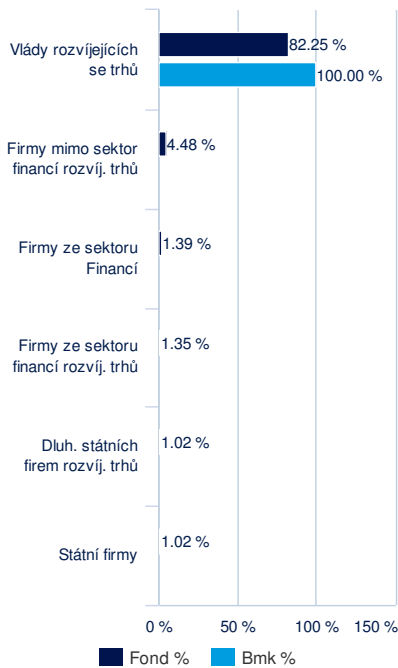 Vlády rozvíjejících
se trhů
82.25 %
100.00 %
Firmy mimo sektor
financí rozvíj. trhů
4.48 %
Firmy ze sektoru
Financí
1.39 %
Firmy ze sektoru
financí rozvíj. trhů
1.35 %
Dluh. státních
firem rozvíj. trhů
1.02 %
Státní firmy
1.02 %
0 % 50 % 100 % 150 %
Fond % Bmk %